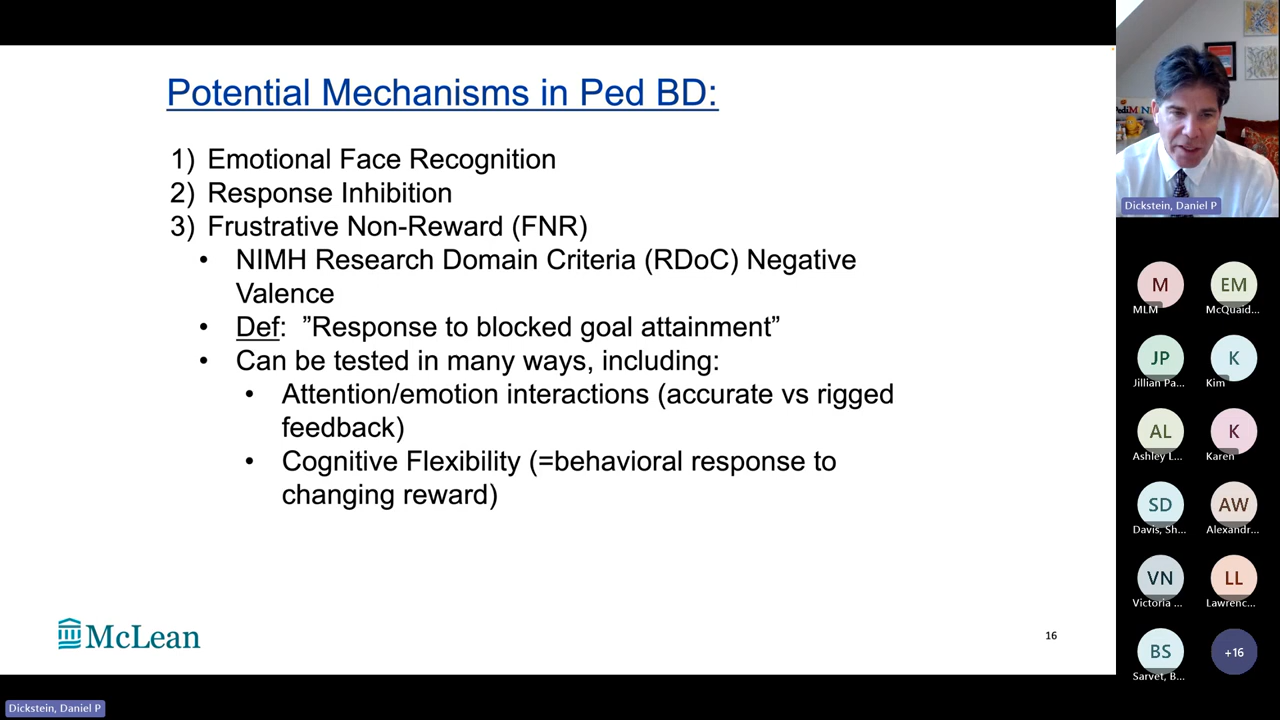 Potential Mechanisms in Ped BD:
1) Emotional Face Recognition
2) Response Inhibition
3) Frustrative Non-Reward (FNR)
• NIMH Research Domain Criteria (RDoC) Negative
Valence
• Def: ”Response to blocked goal attainment”
• Can be tested in many ways, including:
• Attention/emotion interactions (accurate vs rigged
feedback)
• Cognitive Flexibility (=behavioral response to
changing reward)
McLean
16
Dickstein, Daniel P
Dickstein, Daniel P
M
MLM
EM
McQuaid...
JP
Jillian Pa...
K
Kim
AL
Ashley L...
K
Karen
SD
Davis, Sh...
AW
Alexandr...
VN
Victoria ...
LL
Lawrenc...
BS
Sarvet, B...
+16